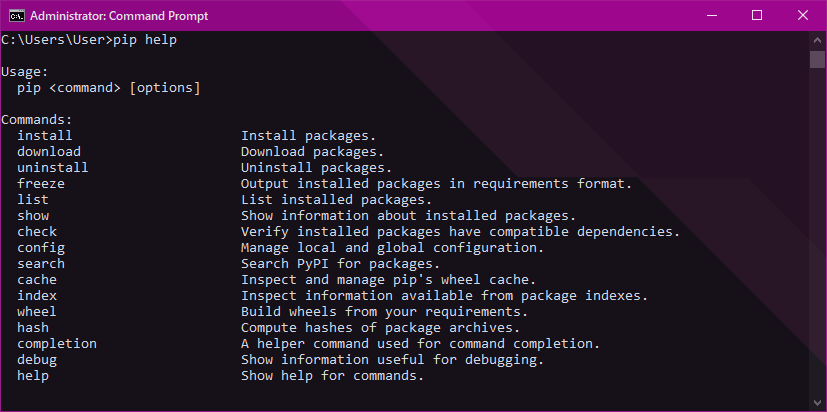 Administrator: Command Prompt
C:\Users\User>pip help
Usage:
pip <command> [options]
Commands:
install Install packages.
download Download packages.
uninstall Uninstall packages.
freeze Output installed packages in requirements format.
list List installed packages.
show Show information about installed packages.
check Verify installed packages have compatible dependencies.
config Manage local and global configuration.
search Search PyPI for packages.
cache Inspect and manage pip's wheel cache.
index Inspect information available from package indexes.
wheel Build wheels from your requirements.
hash Compute hashes of package archives.
completion A helper command used for command completion.
debug Show information useful for debugging.
help Show help for commands.